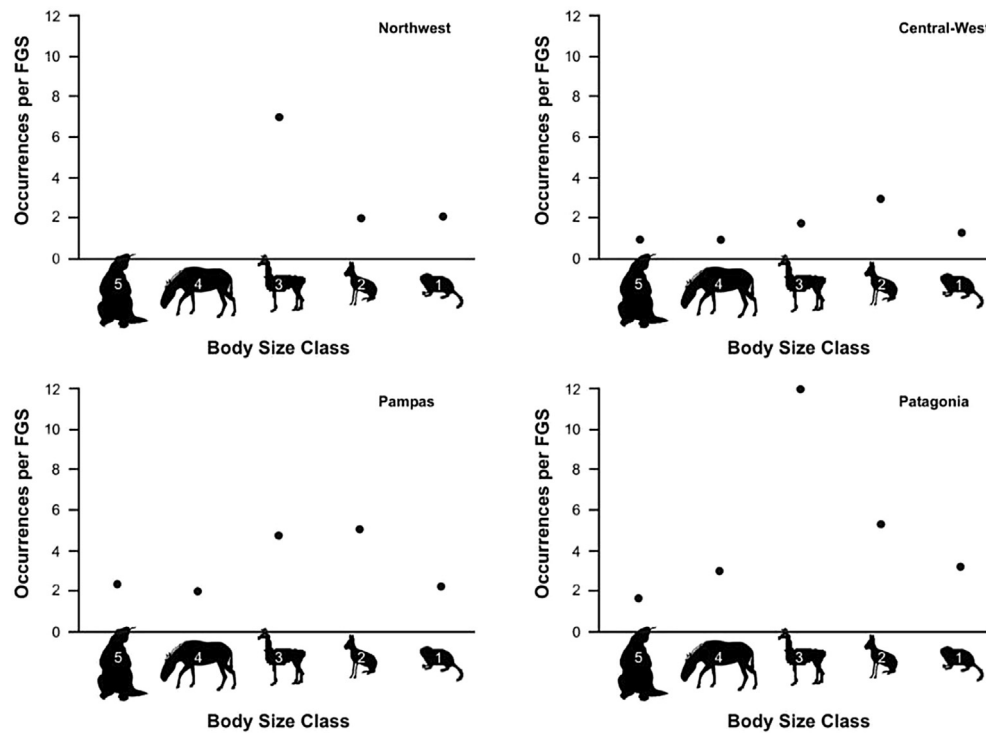 Northwest
Occurrences per FGS
12
10
8
6
4
2
0
5 4 3 2 1
Body Size Class
Central-West
Occurrences per FGS
12
10
8
6
4
2
0
5 4 3 2 1
Body Size Class
Pampas
Occurrences per FGS
12
10
8
6
4
2
0
5 4 3 2 1
Body Size Class
Patagonia
Occurrences per FGS
12
10
8
6
4
2
0
5 4 3 2 1
Body Size Class